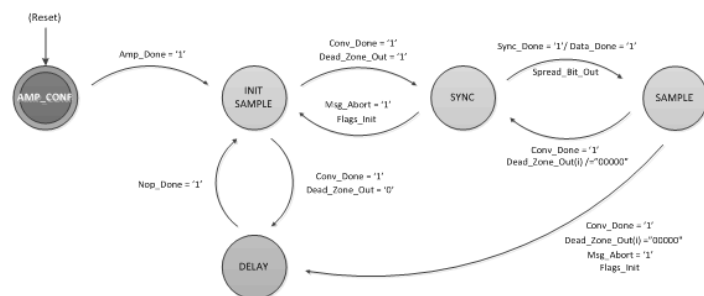 (Reset)
Amp_Done = '1'
Conv_Done = '1'
Dead_Zone_Out = '1'
Sync_Done = '1'/ Data_Done = '1'
Spread_Bit_Out
AMP_CONF
INIT
SAMPLE
SYNC
SAMPLE
Msg_Abort = '1'
Flags_Init
Conv_Done = '1'
Dead_Zone_Out(i) /="00000"
Nop_Done = '1'
Conv_Done = '1'
Dead_Zone_Out = '0'
Conv_Done = '1'
Dead_Zone_Out(i) ="00000"
Msg_Abort = '1'
Flags_Init
DELAY